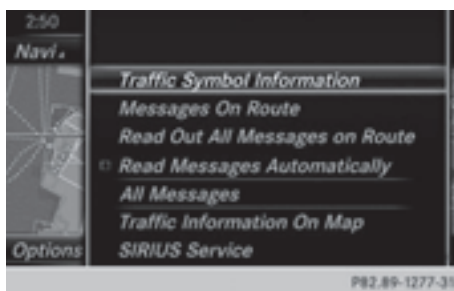 2:50
Navi
Traffic Symbol Information
Messages On Route
Read Out All Messages on Route
Read Messages Automatically
All Messages
Traffic Information On Map
Options
SIRIUS Service
P82.89-1277-31